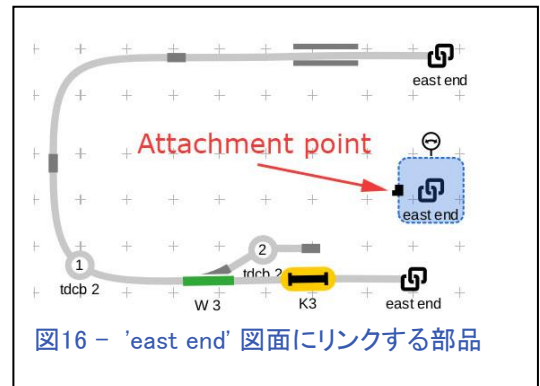 east end
Attachment point
east end
1
tdcb 2
2
tdcb 2
W 3
K3
east end
図16 - 'east end' 図面にリンクする部品